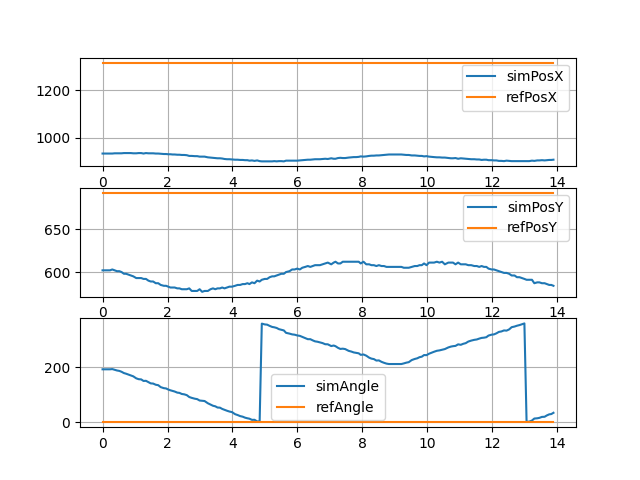 1200
1000
simPosX
refPosX
0 2 4 6 8 10 12 14
650
600
simPosY
refPosY
0 2 4 6 8 10 12 14
200
0
simAngle
refAngle
0 2 4 6 8 10 12 14